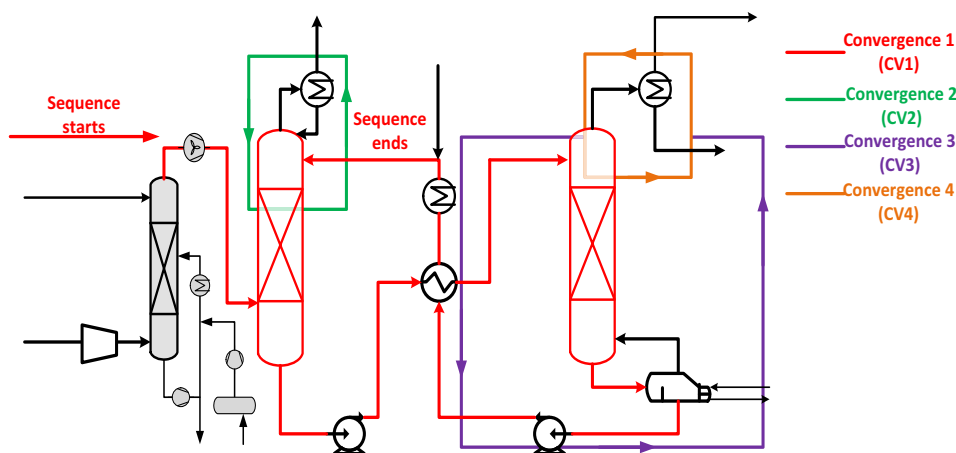 Sequence
starts
Sequence
ends
Convergence 1
(CV1)
Convergence 2
(CV2)
Convergence 3
(CV3)
Convergence 4
(CV4)